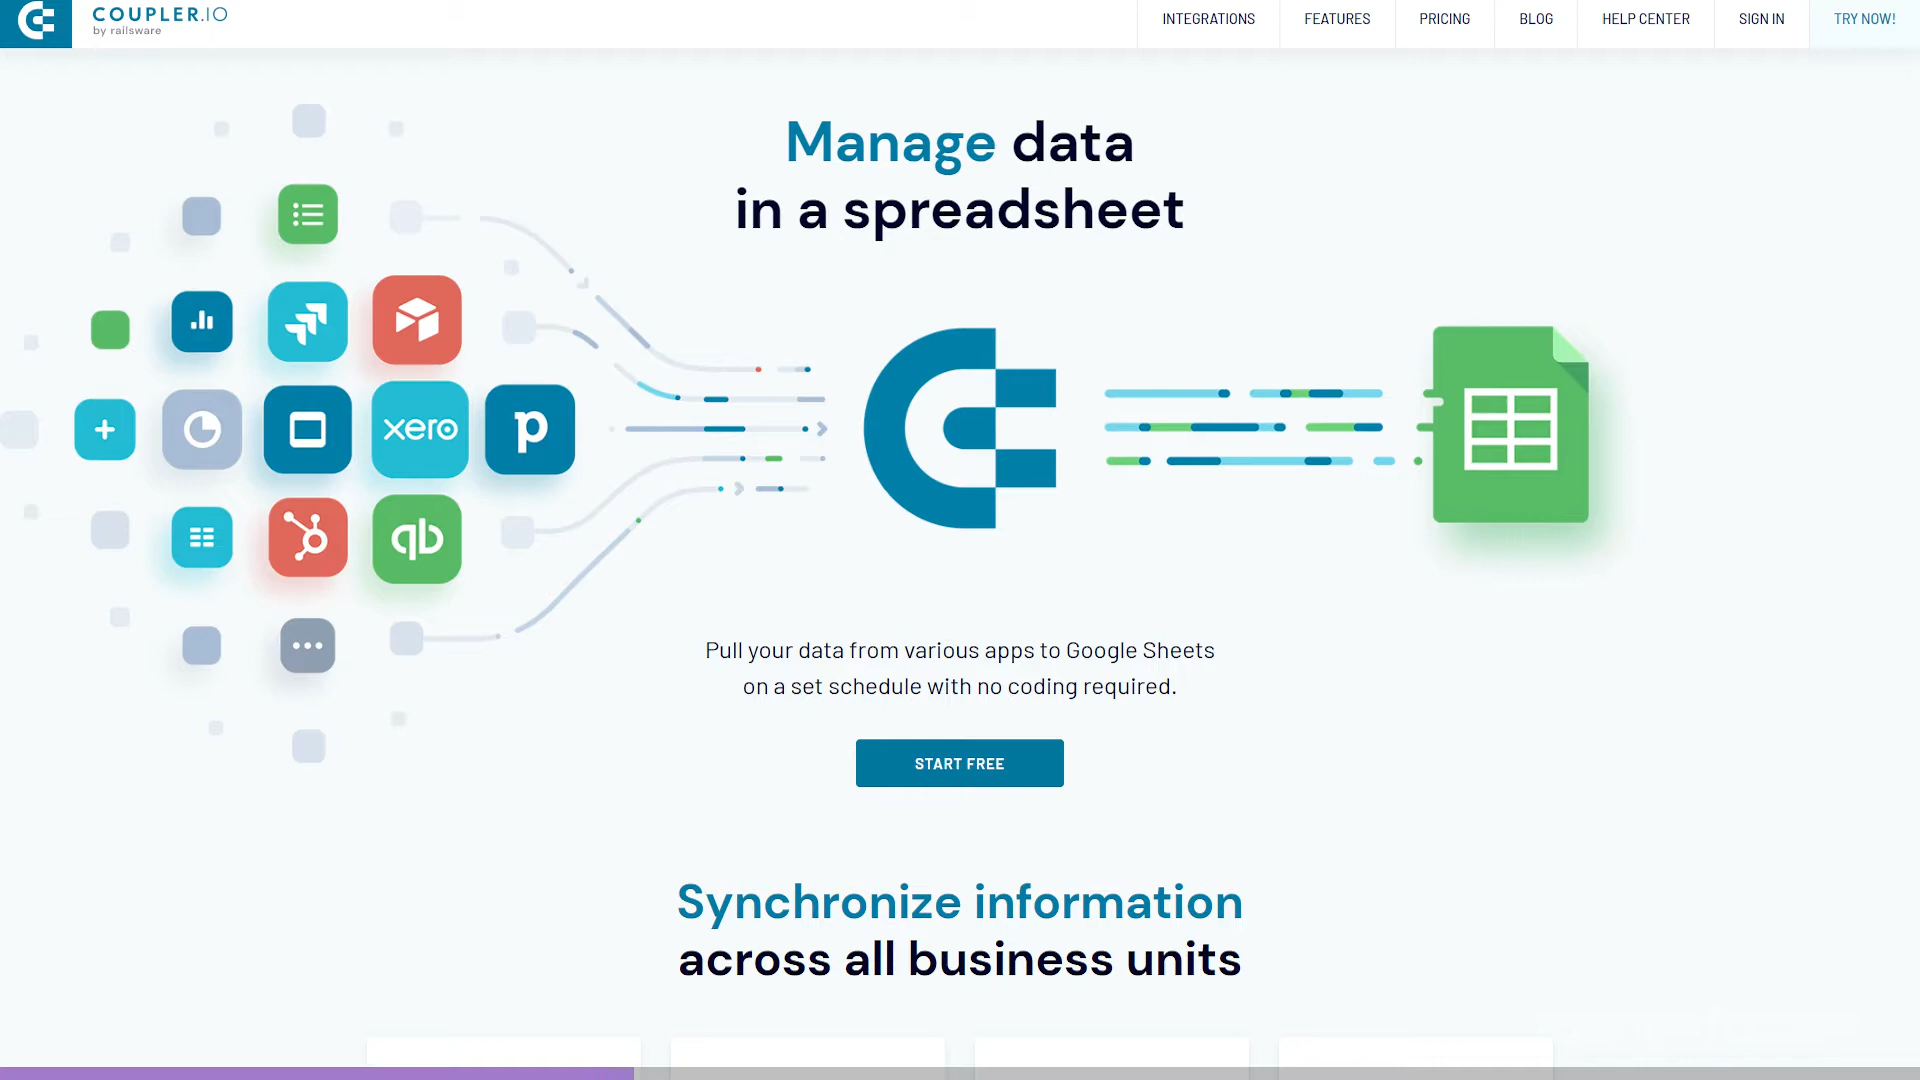 COUPLER.IO
by railsware
INTEGRATIONS
FEATURES
PRICING
BLOG
HELP CENTER
SIGN IN
TRY NOW!
Manage data
in a spreadsheet
xero
p
qb
Pull your data from various apps to Google Sheets
on a set schedule with no coding required.
START FREE
Synchronize information
across all business units